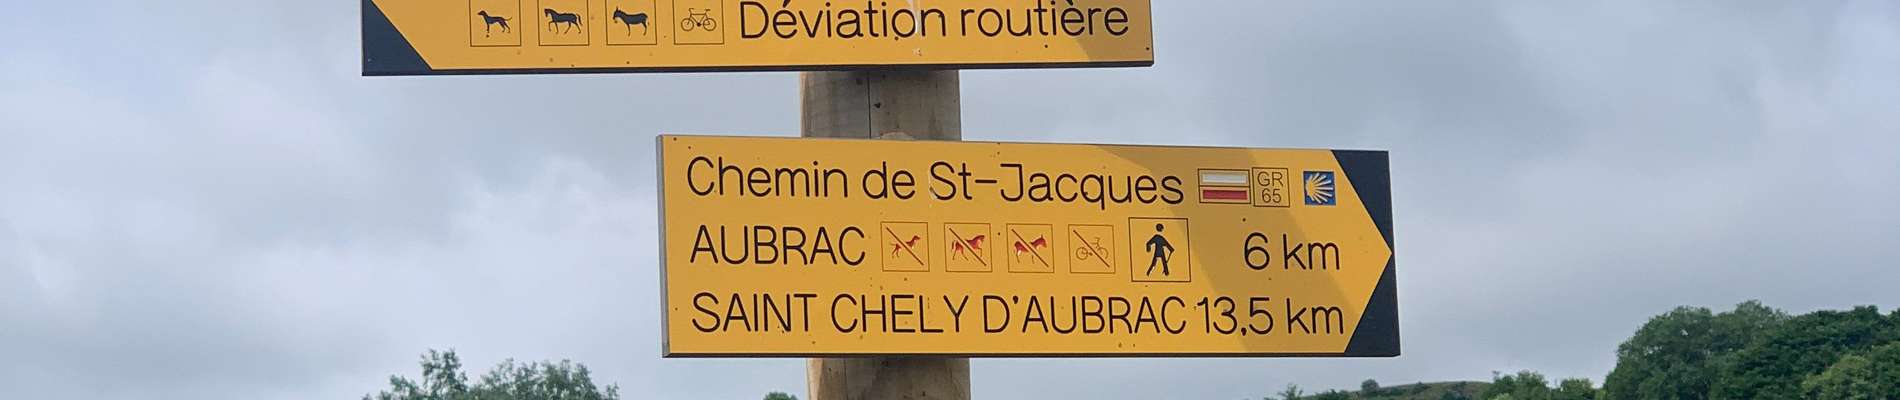 Déviation routière
Chemin de St-Jacques GR 65
AUBRAC 6 km
SAINT CHELY D'AUBRAC 13,5 km